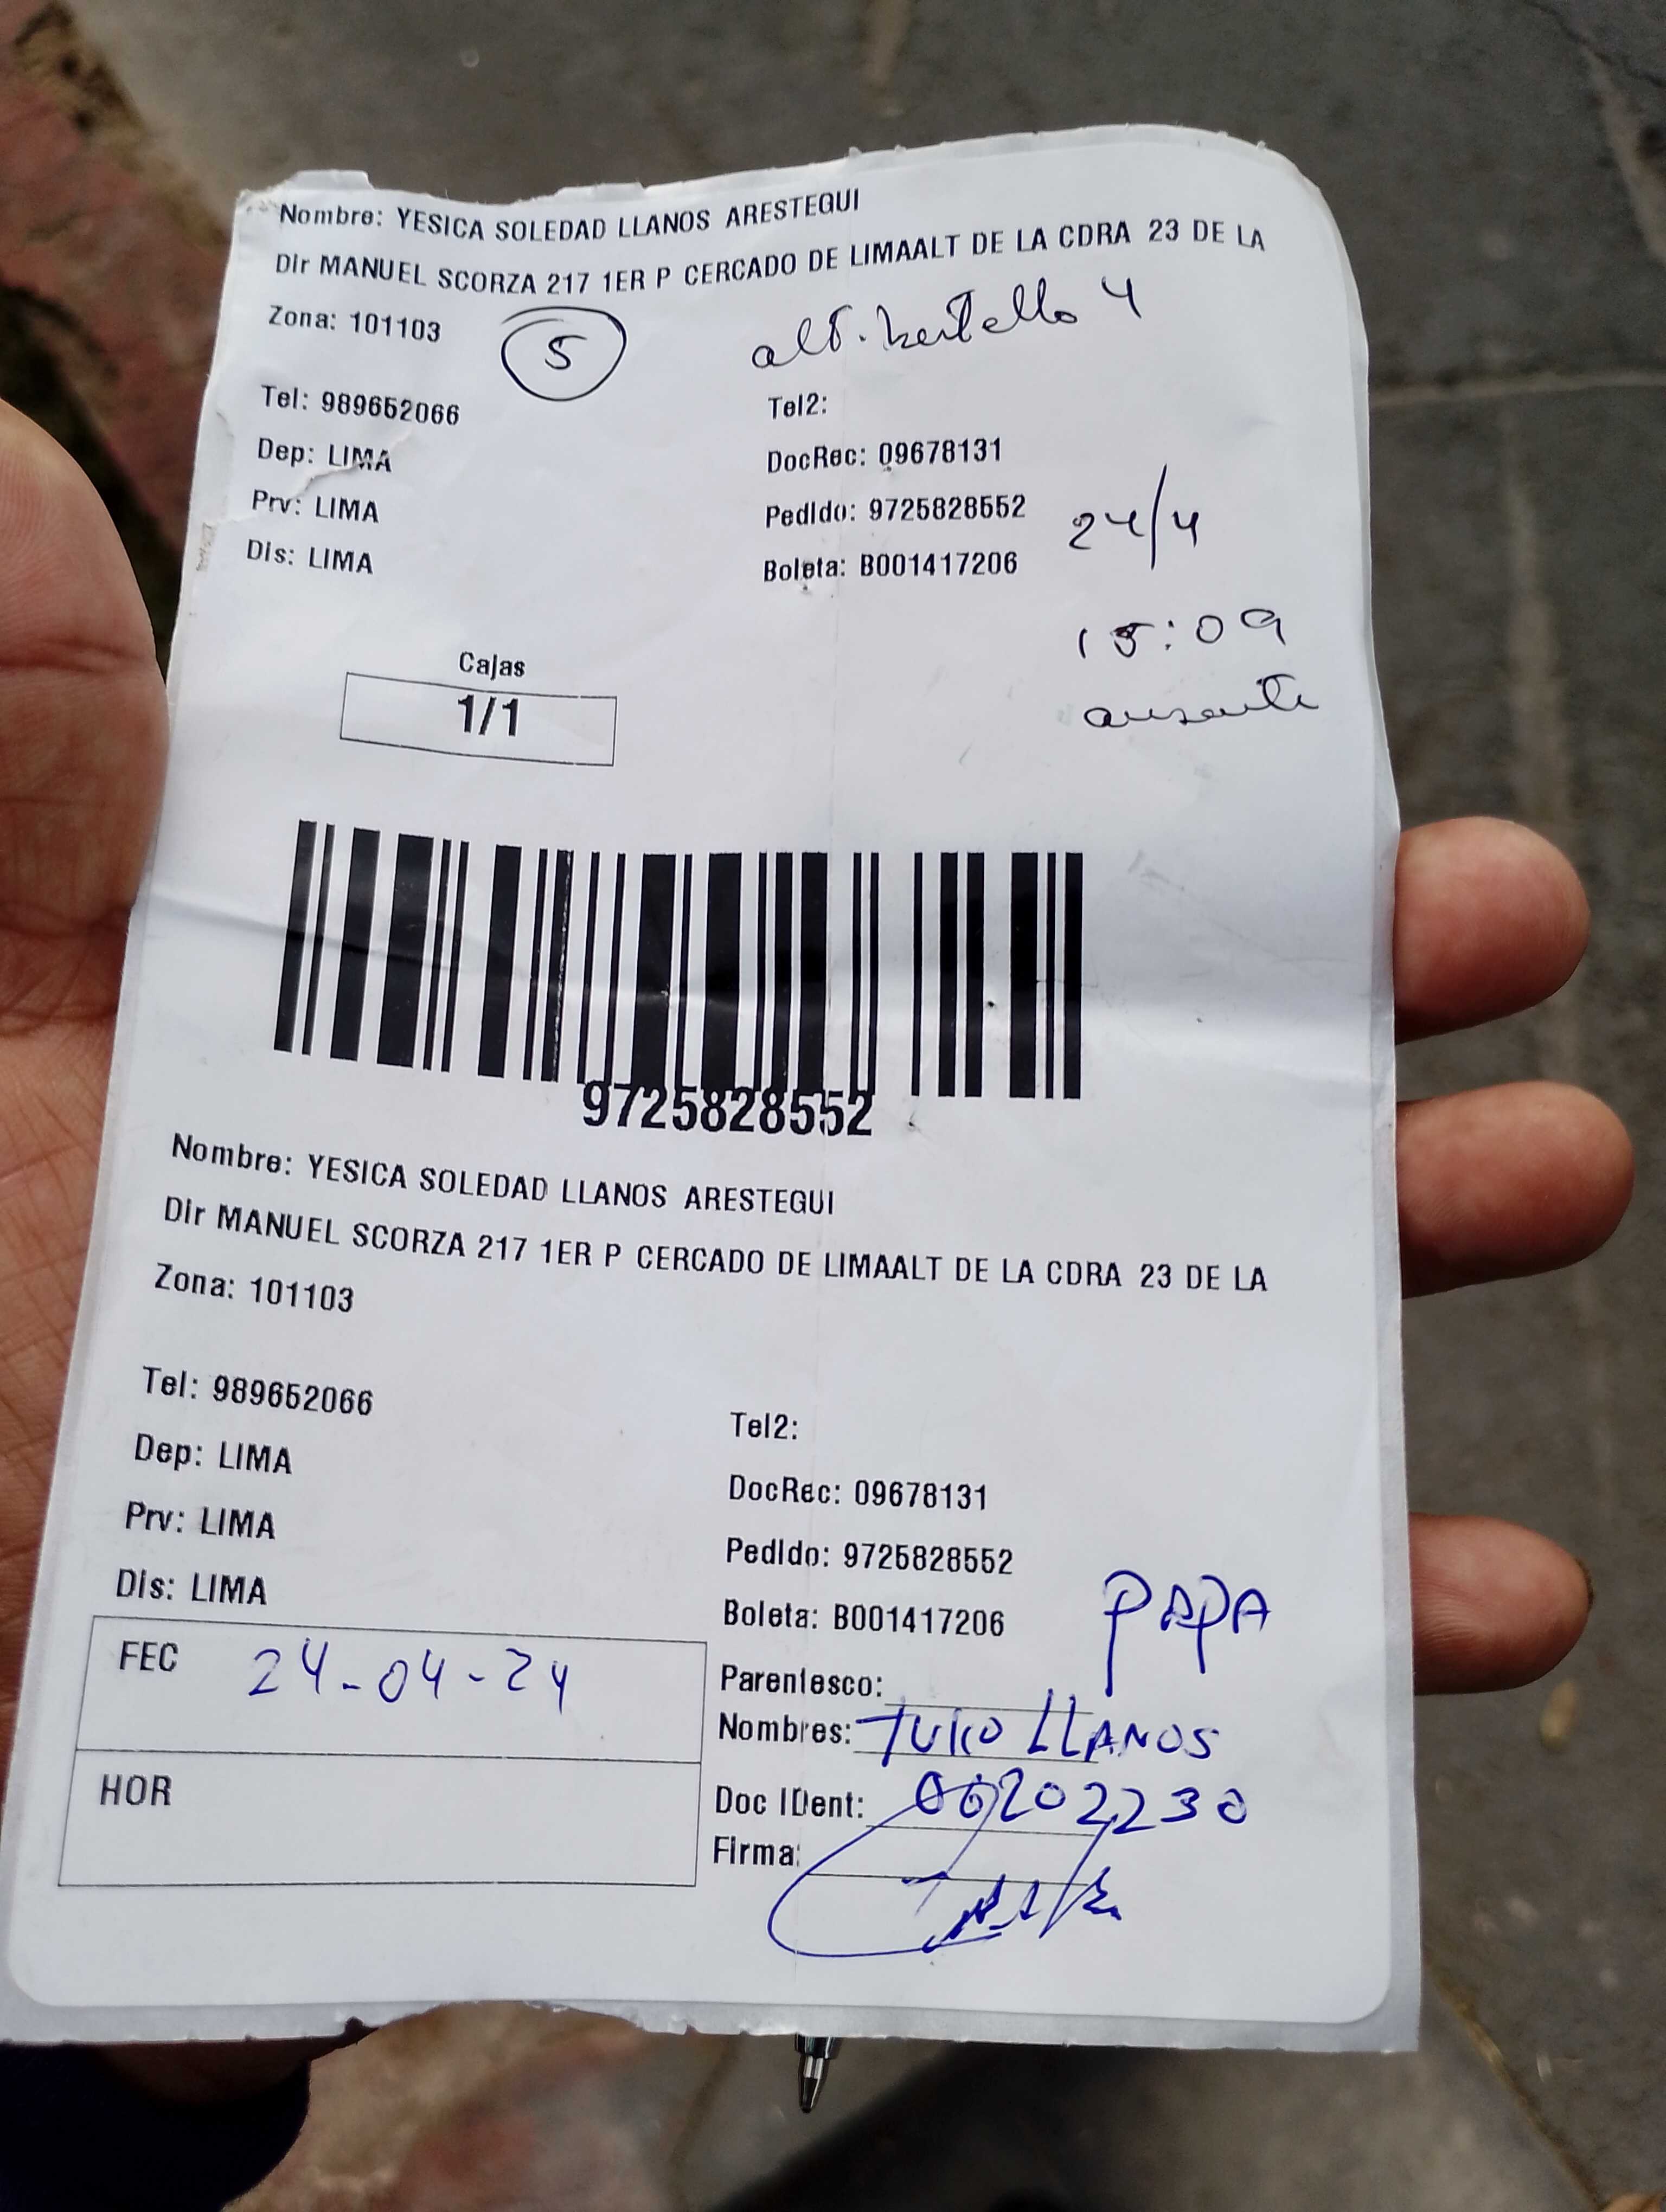 Nombre: YESICA SOLEDAD LLANOS ARESTEGUI
Dir MANUEL SCORZA 217 1ER P CERCADO DE LIMAALT DE LA CDRA 23 DE LA
Zona: 101103
5
alt.
4
Tel: 989652066
Tel2:
Dep: LIMA
DocRec: 09678131
Prv: LIMA
Pedido: 9725828552
24/4
Dis: LIMA
Boleta: B001417206
15:09
ausente
Cajas
1/1
9725828552
Nombre: YESICA SOLEDAD LLANOS ARESTEGUI
Dir MANUEL SCORZA 217 1ER P CERCADO DE LIMAALT DE LA CDRA 23 DE LA
Zona: 101103
Tel: 989652066
Tel2:
Dep: LIMA
DocRec: 09678131
Prv: LIMA
Pedido: 9725828552
Dis: LIMA
Boleta: B001417206
PAPA
FEC 24-04-24
Parentesco:
Nombres: LLANOS
HOR
Doc IDent: 06202230
Firma: